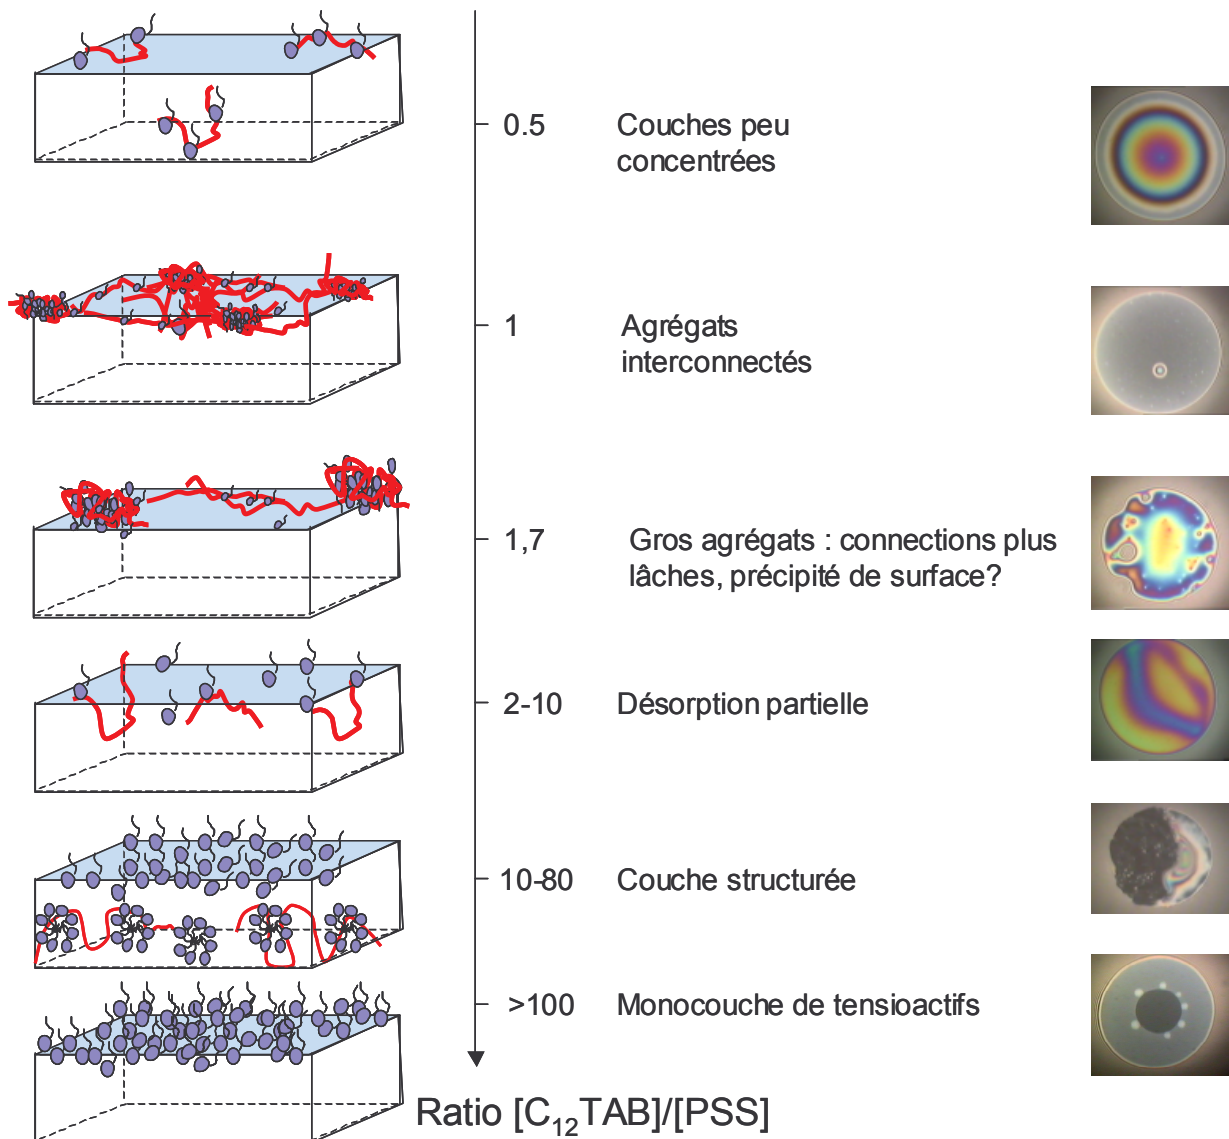 0.5
Couches peu
concentrées
1
Agrégats
interconnectés
1,7
Gros agrégats : connections plus
lâches, précipité de surface?
2-10
Désorption partielle
10-80
Couche structurée
>100
Monocouche de tensioactifs
Ratio [C₁₂TAB]/[PSS]